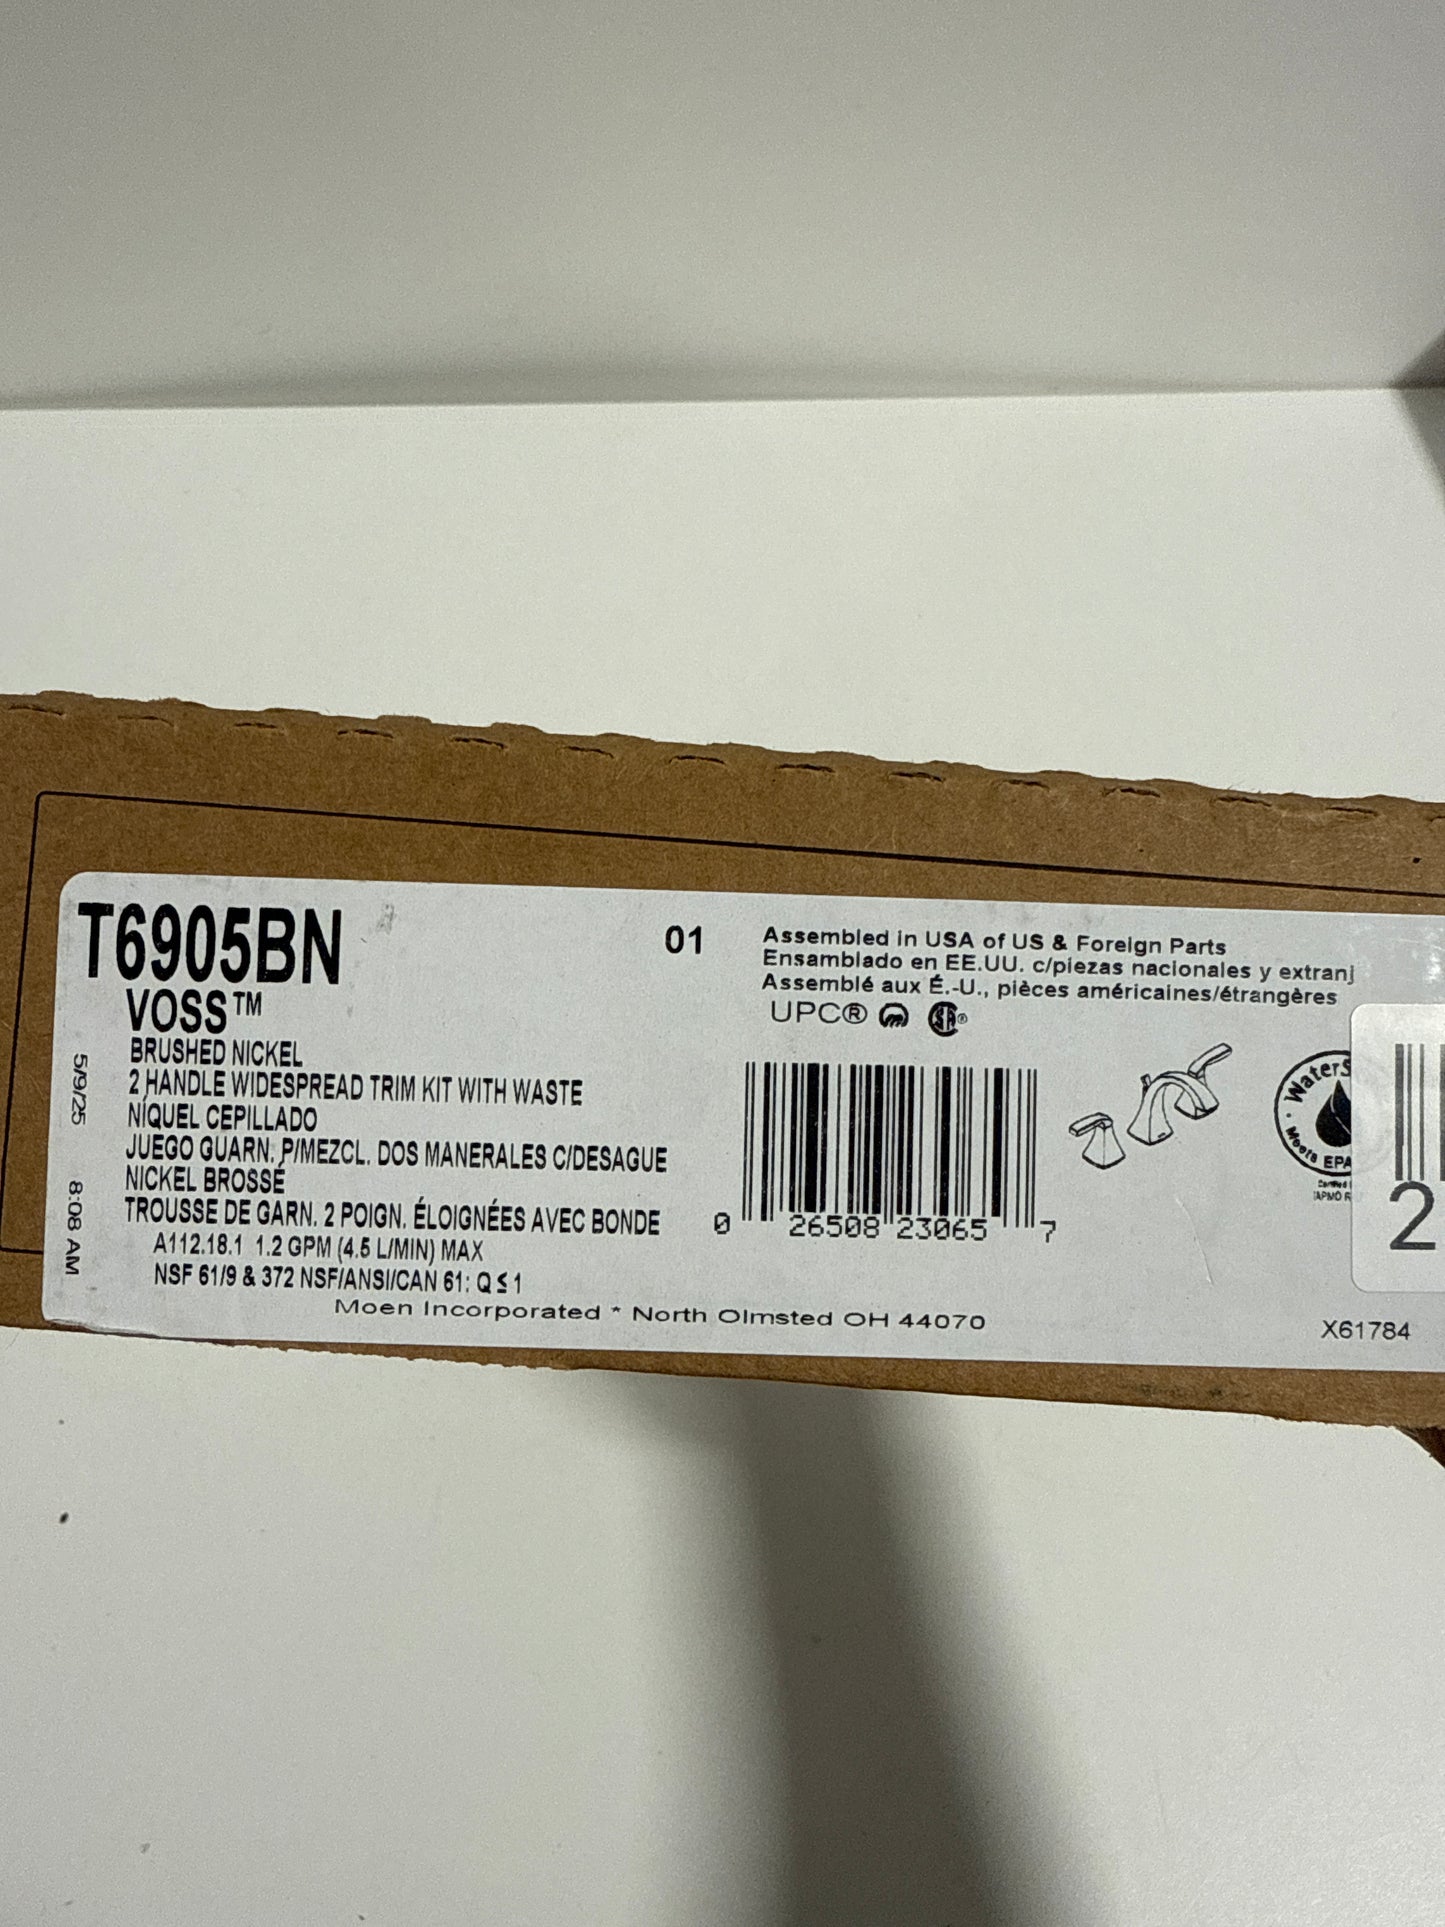 T6905BN
VOSS™
BRUSHED NICKEL
2 HANDLE WIDESPREAD TRIM KIT WITH WASTE
NÍQUEL CEPILLADO
JUEGO GUARN. P/MEZCL. DOS MANERALES C/DESAGUE
NICKEL BROSSÉ
TROUSSE DE GARN. 2 POIGN. ÉLOIGNÉES AVEC BONDE
A112.18.1 1.2 GPM (4.5 L/MIN) MAX
NSF 61/9 & 372 NSF/ANSI/CAN 61: Q ≤ 1
Moen Incorporated * North Olmsted OH 44070
5/9/25 8:08 AM
01
Assembled in USA of US & Foreign Parts
Ensamblado en EE.UU. c/piezas nacionales y extranj
Assemblé aux É.-U., pièces américaines/étrangères
UPC®
0 26508 23065 7
WaterS
Meets EPA
2
X61784